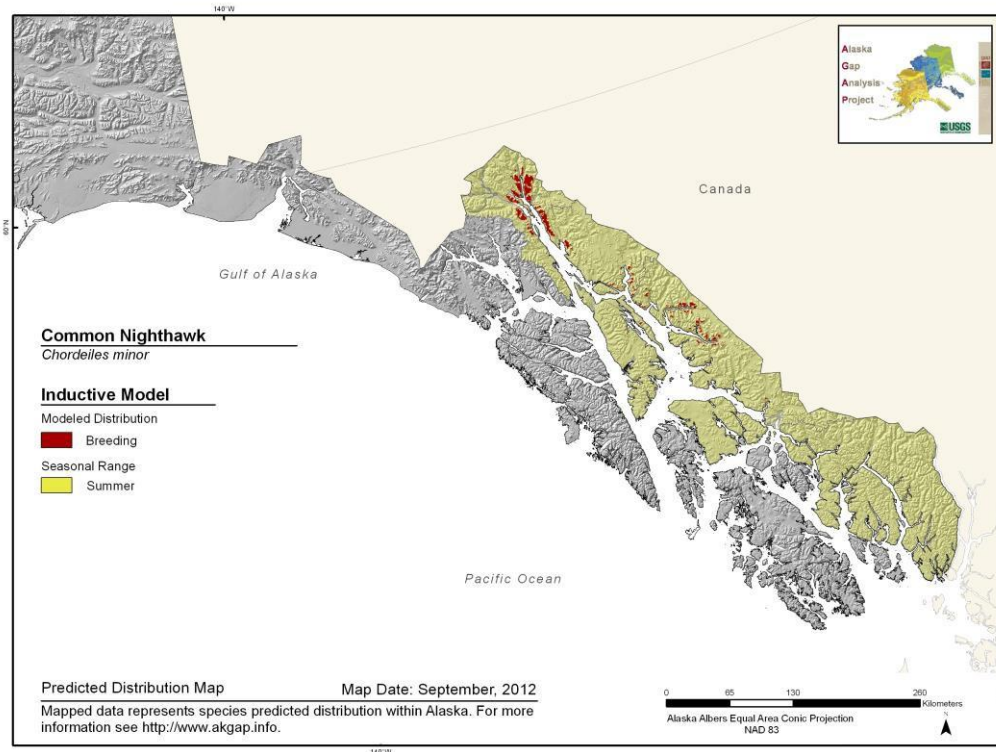 140°W
Alaska
Gap
Analysis
Project
USGS
Canada
60°N
Gulf of Alaska
Common Nighthawk
Chordeiles minor
Inductive Model
Modeled Distribution
Breeding
Seasonal Range
Summer
Pacific Ocean
Predicted Distribution Map Map Date: September, 2012
Mapped data represents species predicted distribution within Alaska. For more
information see http://www.akgap.info.
0 65 130 260
Kilometers
Alaska Albers Equal Area Conic Projection
NAD 83
N
140°W